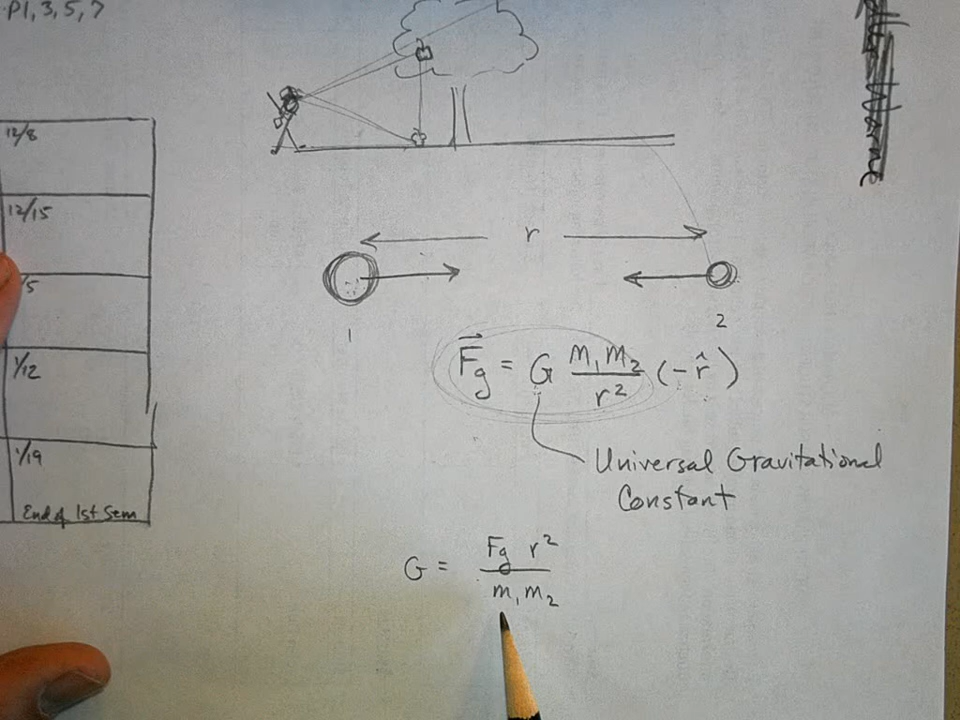 P1, 3, 5, 7
12/8
12/15
/5
1/12
1/19
End of 1st Sem
r
1
2
F⃗g = G m₁m₂/r² (-r̂)
Universal Gravitational
Constant
G = Fg r²/m₁m₂